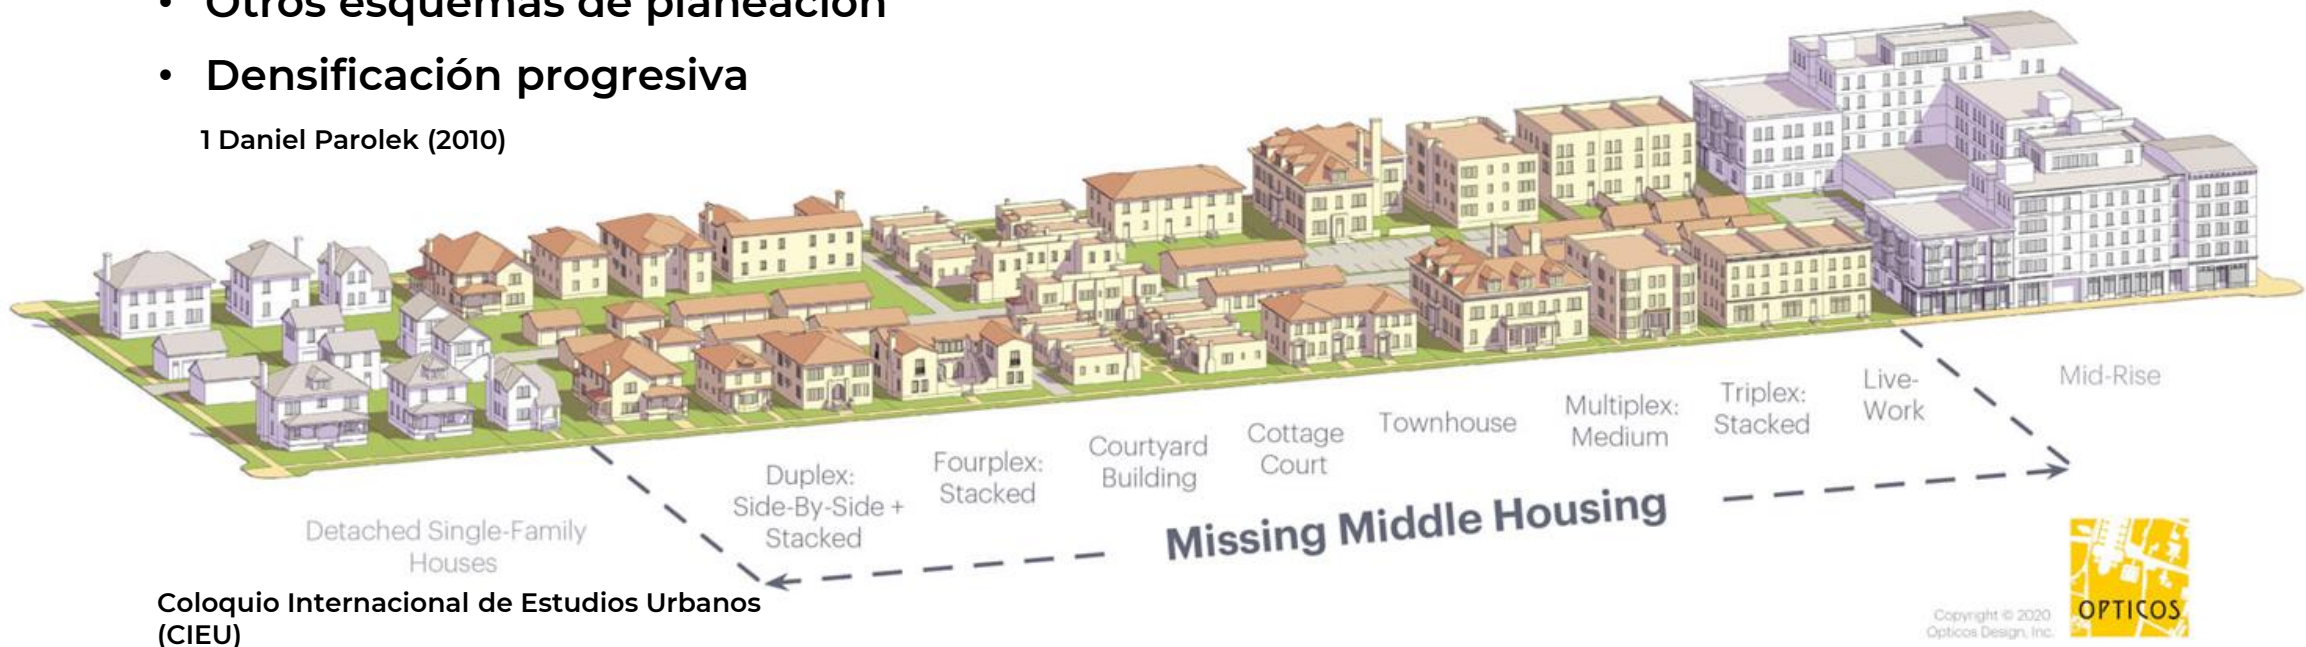 • Otros esquemas de planeación
• Densificación progresiva
1 Daniel Parolek (2010)
Detached Single-Family
Houses
Duplex:
Side-By-Side +
Stacked
Fourplex:
Stacked
Courtyard
Building
Cottage
Court
Townhouse
Multiplex:
Medium
Triplex:
Stacked
Live-
Work
Mid-Rise
Missing Middle Housing
Coloquio Internacional de Estudios Urbanos
(CIEU)
Copyright © 2020
Opticos Design, Inc.
OPTICOS